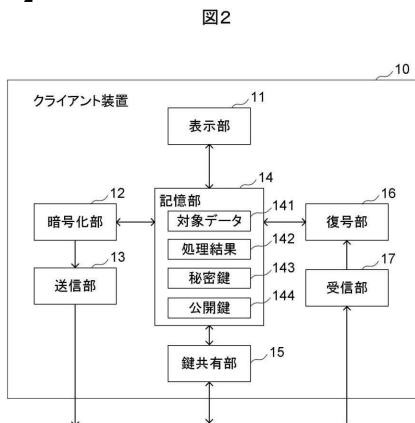 図2
10
クライアント装置
11
表示部
14
記憶部
12
暗号化部
141
対象データ
16
復号部
142
処理結果
13
送信部
143
秘密鍵
17
受信部
144
公開鍵
15
鍵共有部